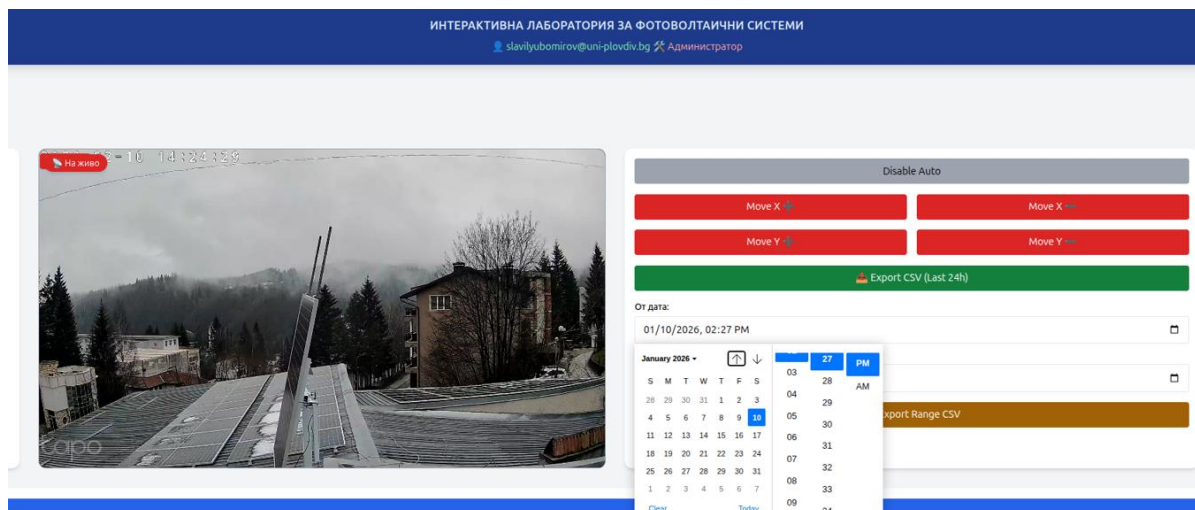 ИНТЕРАКТИВНА ЛАБОРАТОРИЯ ЗА ФОТОВОЛТАИЧНИ СИСТЕМИ
👤 slavilyubomirov@uni-plovdiv.bg 🛠️ Администратор
📡 На живо
-10 14:24:26
tapo
Disable Auto
Move X ➕
Move X ➖
Move Y ➕
Move Y ➖
📤 Export CSV (Last 24h)
От дата:
01/10/2026, 02:27 PM
January 2026
S M T W T F S
28 29 30 31 1 2 3
4 5 6 7 8 9 10
11 12 13 14 15 16 17
18 19 20 21 22 23 24
25 26 27 28 29 30 31
1 2 3 4 5 6 7
Clear Today
27 PM
03 28 AM
04 29
05 30
06 31
07 32
08 33
09
xport Range CSV